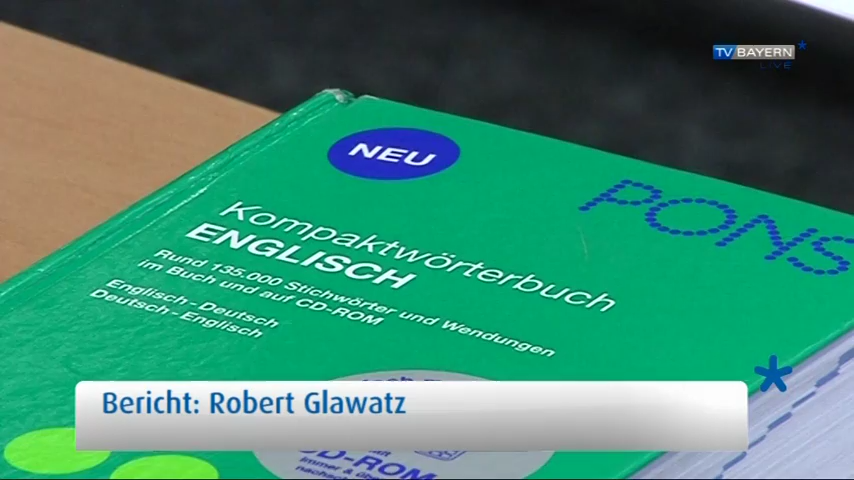 TV BAYERN
LIVE
NEU
PONS
Kompaktwörterbuch
ENGLISCH
Rund 135.000 Stichwörter und Wendungen
im Buch und auf CD-ROM
Englisch-Deutsch
Deutsch-Englisch
Bericht: Robert Glawatz
CD-ROM
immer &